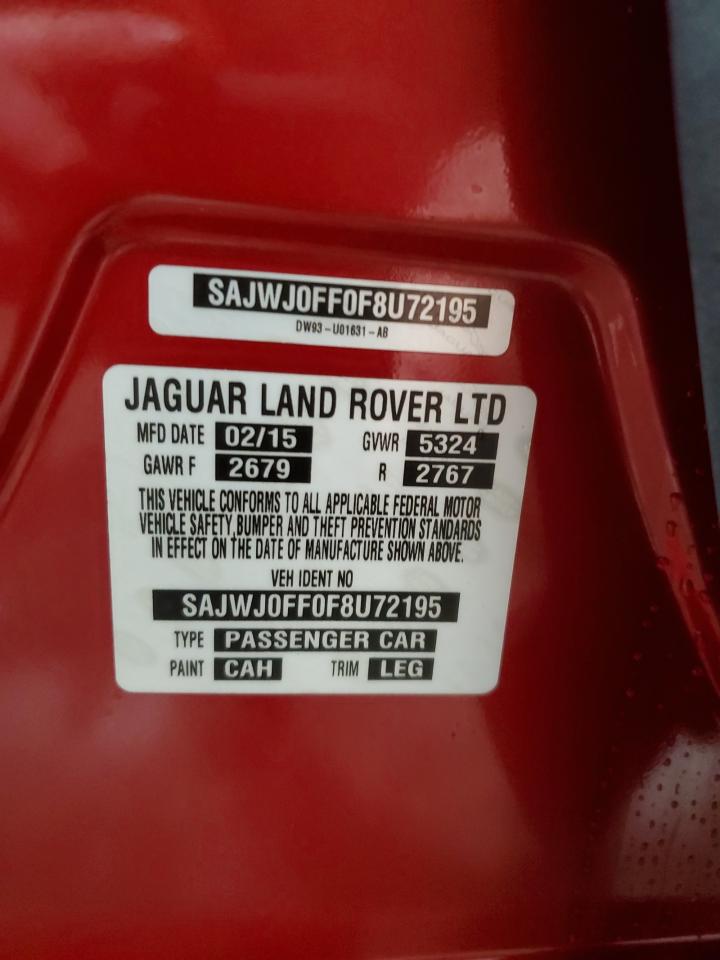 SAJWJ0FF0F8U72195
DW93-U01631-AB
JAGUAR LAND ROVER LTD
MFD DATE 02/15 GVWR 5324
GAWR F 2679 R 2767
THIS VEHICLE CONFORMS TO ALL APPLICABLE FEDERAL MOTOR
VEHICLE SAFETY,BUMPER AND THEFT PREVENTION STANDARDS
IN EFFECT ON THE DATE OF MANUFACTURE SHOWN ABOVE.
VEH IDENT NO
SAJWJ0FF0F8U72195
TYPE PASSENGER CAR
PAINT CAH TRIM LEG